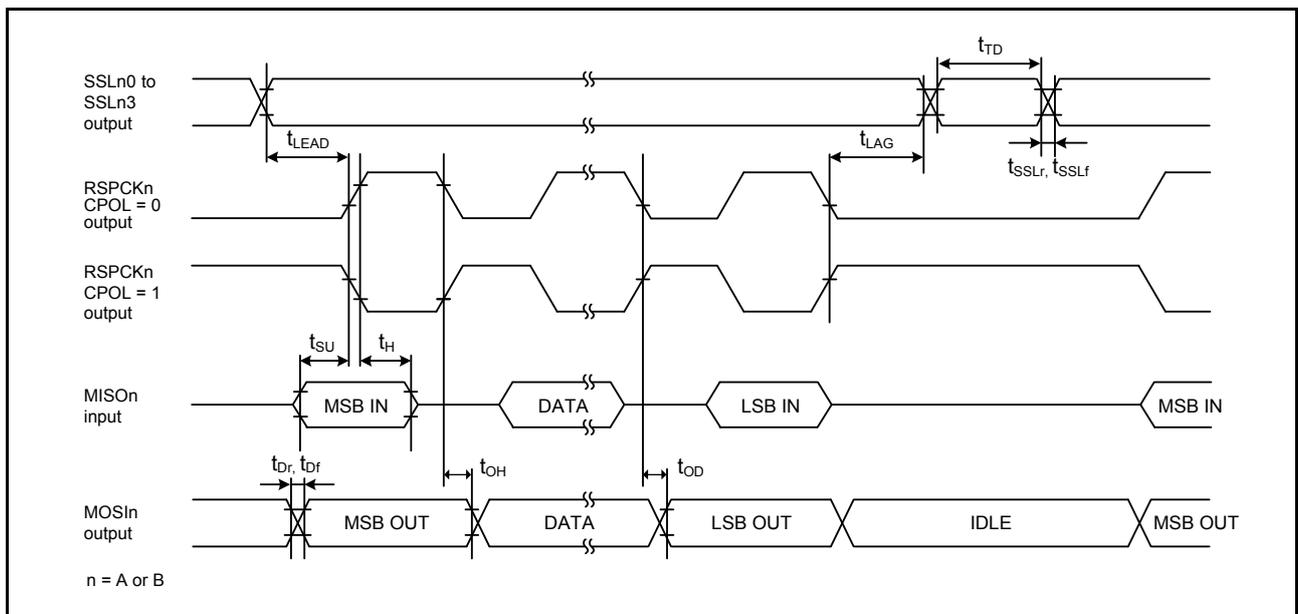 tTD
SSLn0 to
SSLn3
output
tLEAD
tLAG
tSSLr, tSSLf
RSPCKn
CPOL = 0
output
RSPCKn
CPOL = 1
output
tSU
tH
MISOn
input
MSB IN
DATA
LSB IN
MSB IN
tDr, tDf
tOH
tOD
MOSIn
output
MSB OUT
DATA
LSB OUT
IDLE
MSB OUT
n = A or B